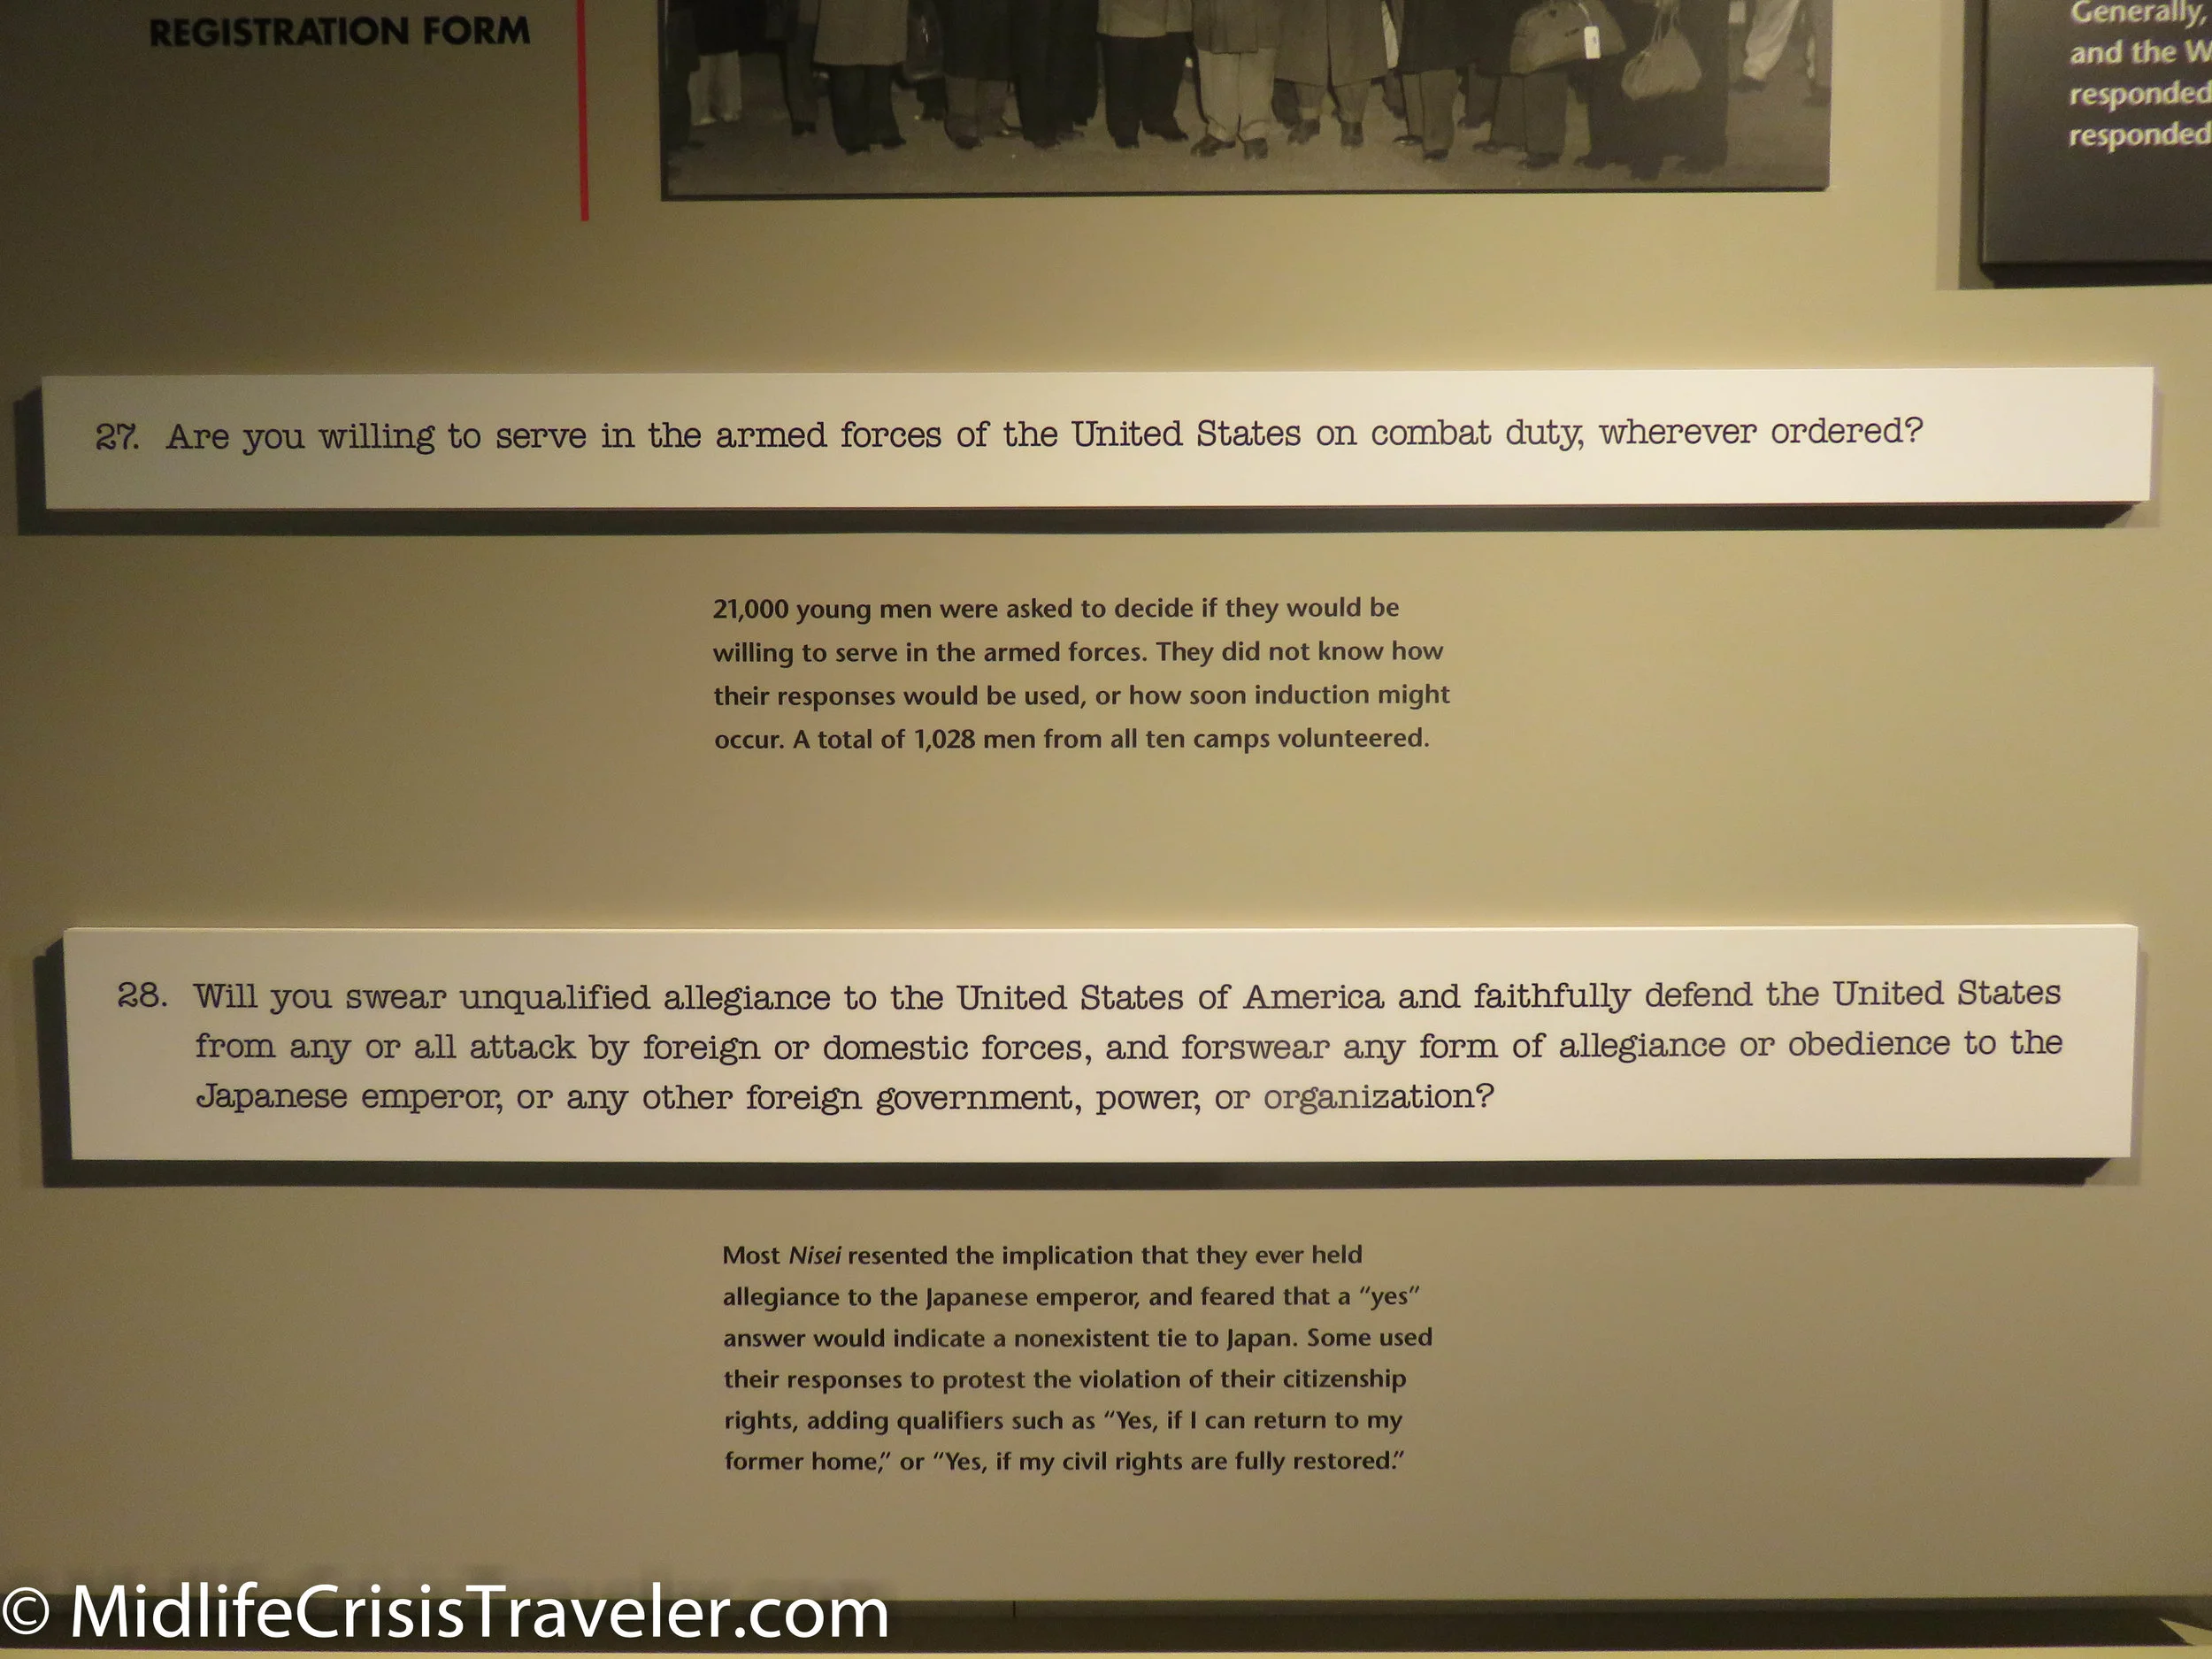 REGISTRATION FORM
Generally,
and the W
responded
responded
27. Are you willing to serve in the armed forces of the United States on combat duty, wherever ordered?
21,000 young men were asked to decide if they would be
willing to serve in the armed forces. They did not know how
their responses would be used, or how soon induction might
occur. A total of 1,028 men from all ten camps volunteered.
28. Will you swear unqualified allegiance to the United States of America and faithfully defend the United States
from any or all attack by foreign or domestic forces, and forswear any form of allegiance or obedience to the
Japanese emperor, or any other foreign government, power, or organization?
Most Nisei resented the implication that they ever held
allegiance to the Japanese emperor, and feared that a “yes”
answer would indicate a nonexistent tie to Japan. Some used
their responses to protest the violation of their citizenship
rights, adding qualifiers such as “Yes, if I can return to my
former home,” or “Yes, if my civil rights are fully restored.”
© MidlifeCrisisTraveler.com